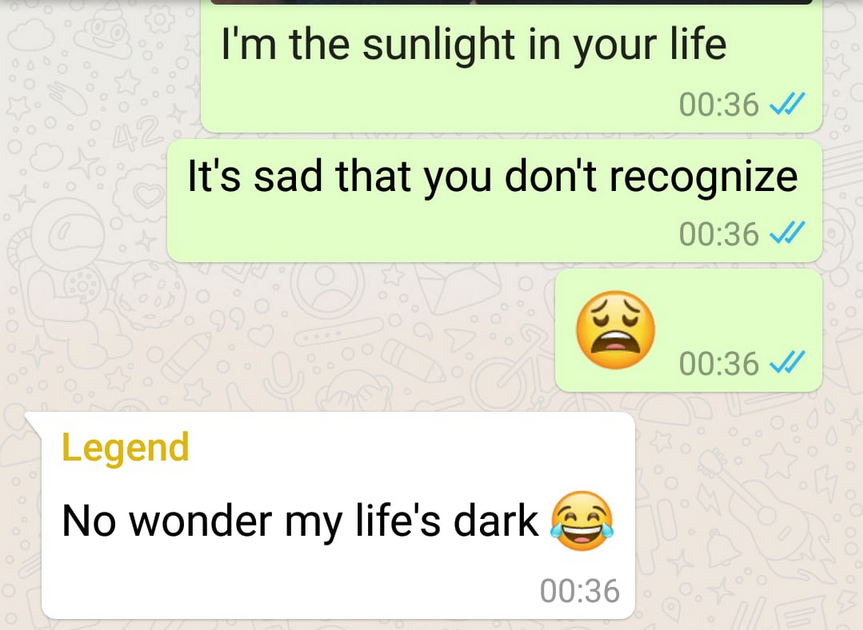 I'm the sunlight in your life
00:36
It's sad that you don't recognize
00:36
😩 00:36
Legend
No wonder my life's dark 😂
00:36